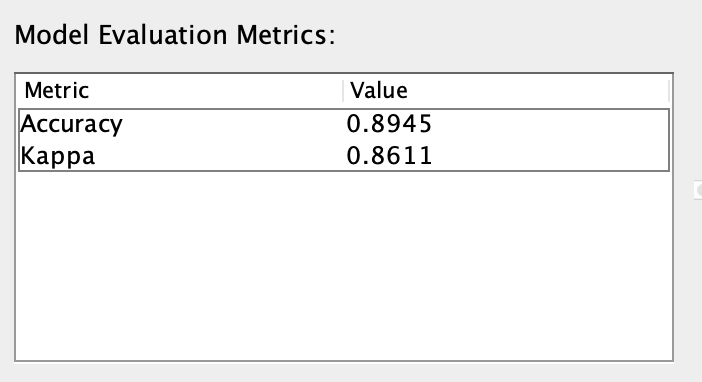 Model Evaluation Metrics:
Metric Value
Accuracy 0.8945
Kappa 0.8611